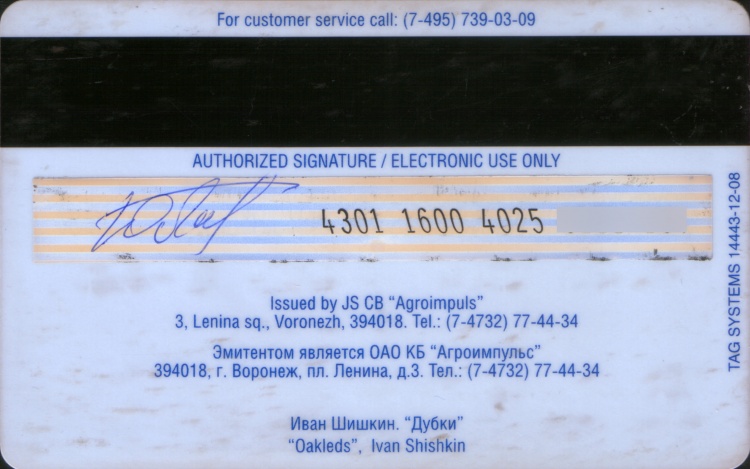 For customer service call: (7-495) 739-03-09
AUTHORIZED SIGNATURE / ELECTRONIC USE ONLY
4301 1600 4025
Issued by JS CB "Agroimpuls"
3, Lenina sq., Voronezh, 394018. Tel.: (7-4732) 77-44-34
Эмитентом является ОАО КБ "Агроимпульс"
394018, г. Воронеж, пл. Ленина, д.3. Тел.: (7-4732) 77-44-34
Иван Шишкин. "Дубки"
"Oakleds", Ivan Shishkin
TAG SYSTEMS 14443-12-08